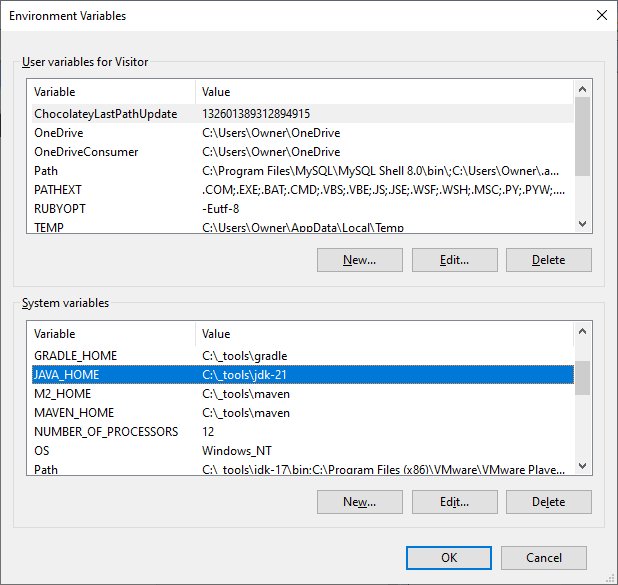 Environment Variables
User variables for Visitor
Variable Value
ChocolateyLastPathUpdate 132601389312894915
OneDrive C:\Users\Owner\OneDrive
OneDriveConsumer C:\Users\Owner\OneDrive
Path C:\Program Files\MySQL\MySQL Shell 8.0\bin\;C:\Users\Owner\.a...
PATHEXT .COM;.EXE;.BAT;.CMD;.VBS;.VBE;.JS;.JSE;.WSF;.WSH;.MSC;.PY;.PYW;....
RUBYOPT -Eutf-8
TEMP C:\Users\Owner\AppData\Local\Temp
New... Edit... Delete
System variables
Variable Value
GRADLE_HOME C:\_tools\gradle
JAVA_HOME C:\_tools\jdk-21
M2_HOME C:\_tools\maven
MAVEN_HOME C:\_tools\maven
NUMBER_OF_PROCESSORS 12
OS Windows_NT
Path C:\_tools\jdk-17\bin;C:\Program Files (x86)\VMware\VMware Playe...
New... Edit... Delete
OK Cancel